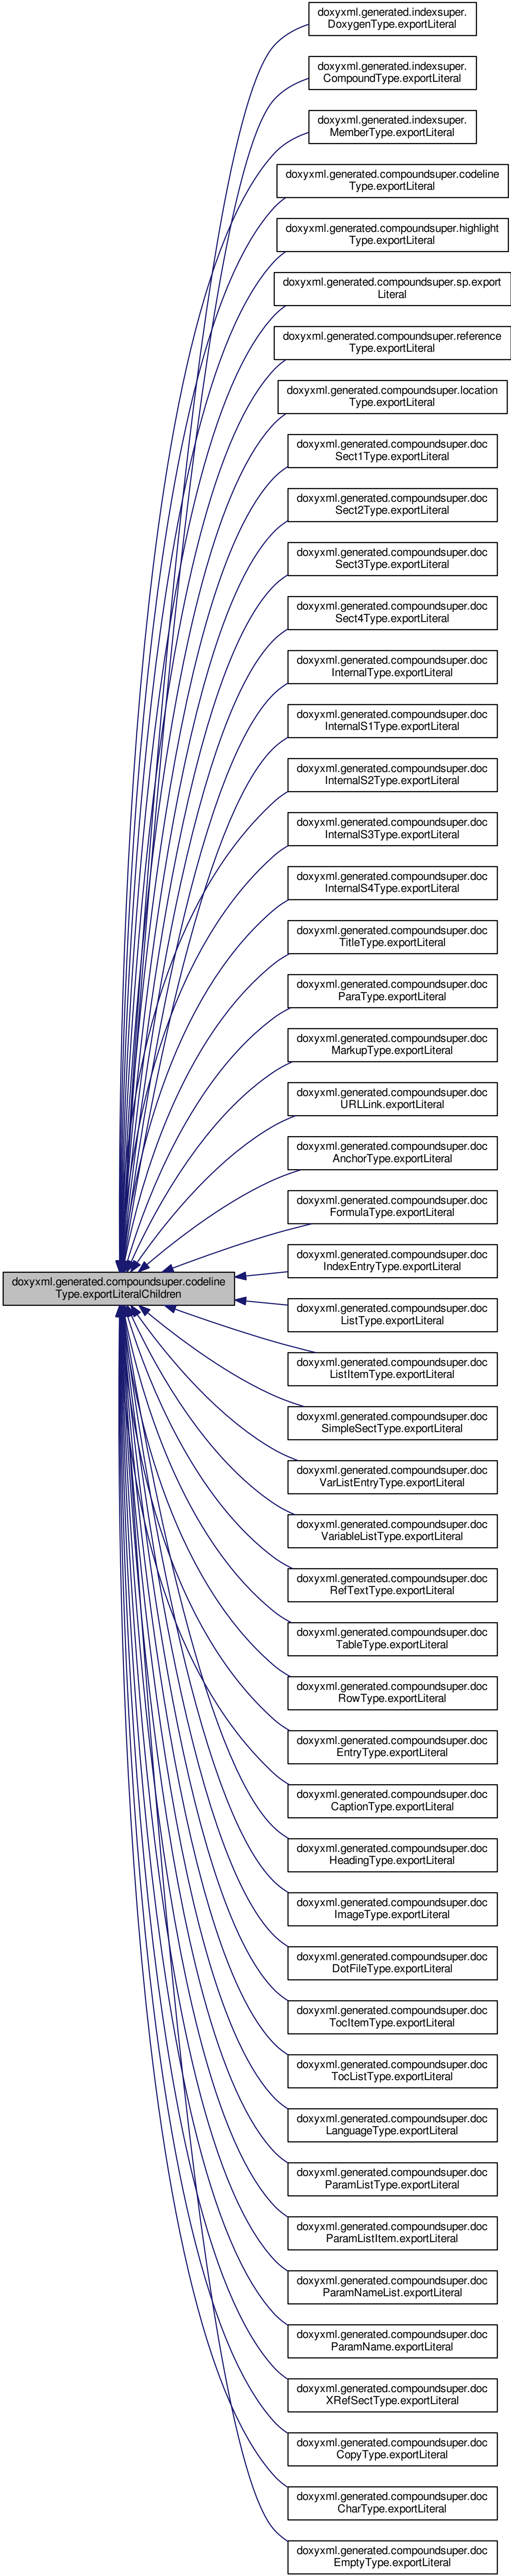 doxyxml.generated.indexsuper.
DoxygenType.exportLiteral
doxyxml.generated.indexsuper.
CompoundType.exportLiteral
doxyxml.generated.indexsuper.
MemberType.exportLiteral
doxyxml.generated.compoundsuper.codeline
Type.exportLiteral
doxyxml.generated.compoundsuper.highlight
Type.exportLiteral
doxyxml.generated.compoundsuper.sp.export
Literal
doxyxml.generated.compoundsuper.reference
Type.exportLiteral
doxyxml.generated.compoundsuper.location
Type.exportLiteral
doxyxml.generated.compoundsuper.doc
Sect1Type.exportLiteral
doxyxml.generated.compoundsuper.doc
Sect2Type.exportLiteral
doxyxml.generated.compoundsuper.doc
Sect3Type.exportLiteral
doxyxml.generated.compoundsuper.doc
Sect4Type.exportLiteral
doxyxml.generated.compoundsuper.doc
InternalType.exportLiteral
doxyxml.generated.compoundsuper.doc
InternalS1Type.exportLiteral
doxyxml.generated.compoundsuper.doc
InternalS2Type.exportLiteral
doxyxml.generated.compoundsuper.doc
InternalS3Type.exportLiteral
doxyxml.generated.compoundsuper.doc
InternalS4Type.exportLiteral
doxyxml.generated.compoundsuper.doc
TitleType.exportLiteral
doxyxml.generated.compoundsuper.doc
ParaType.exportLiteral
doxyxml.generated.compoundsuper.doc
MarkupType.exportLiteral
doxyxml.generated.compoundsuper.doc
URLLink.exportLiteral
doxyxml.generated.compoundsuper.doc
AnchorType.exportLiteral
doxyxml.generated.compoundsuper.doc
FormulaType.exportLiteral
doxyxml.generated.compoundsuper.doc
IndexEntryType.exportLiteral
doxyxml.generated.compoundsuper.codeline
Type.exportLiteralChildren
doxyxml.generated.compoundsuper.doc
ListType.exportLiteral
doxyxml.generated.compoundsuper.doc
ListItemType.exportLiteral
doxyxml.generated.compoundsuper.doc
SimpleSectType.exportLiteral
doxyxml.generated.compoundsuper.doc
VarListEntryType.exportLiteral
doxyxml.generated.compoundsuper.doc
VariableListType.exportLiteral
doxyxml.generated.compoundsuper.doc
RefTextType.exportLiteral
doxyxml.generated.compoundsuper.doc
TableType.exportLiteral
doxyxml.generated.compoundsuper.doc
RowType.exportLiteral
doxyxml.generated.compoundsuper.doc
EntryType.exportLiteral
doxyxml.generated.compoundsuper.doc
CaptionType.exportLiteral
doxyxml.generated.compoundsuper.doc
HeadingType.exportLiteral
doxyxml.generated.compoundsuper.doc
ImageType.exportLiteral
doxyxml.generated.compoundsuper.doc
DotFileType.exportLiteral
doxyxml.generated.compoundsuper.doc
TocItemType.exportLiteral
doxyxml.generated.compoundsuper.doc
TocListType.exportLiteral
doxyxml.generated.compoundsuper.doc
LanguageType.exportLiteral
doxyxml.generated.compoundsuper.doc
ParamListType.exportLiteral
doxyxml.generated.compoundsuper.doc
ParamListItem.exportLiteral
doxyxml.generated.compoundsuper.doc
ParamNameList.exportLiteral
doxyxml.generated.compoundsuper.doc
ParamName.exportLiteral
doxyxml.generated.compoundsuper.doc
XRefSectType.exportLiteral
doxyxml.generated.compoundsuper.doc
CopyType.exportLiteral
doxyxml.generated.compoundsuper.doc
CharType.exportLiteral
doxyxml.generated.compoundsuper.doc
EmptyType.exportLiteral